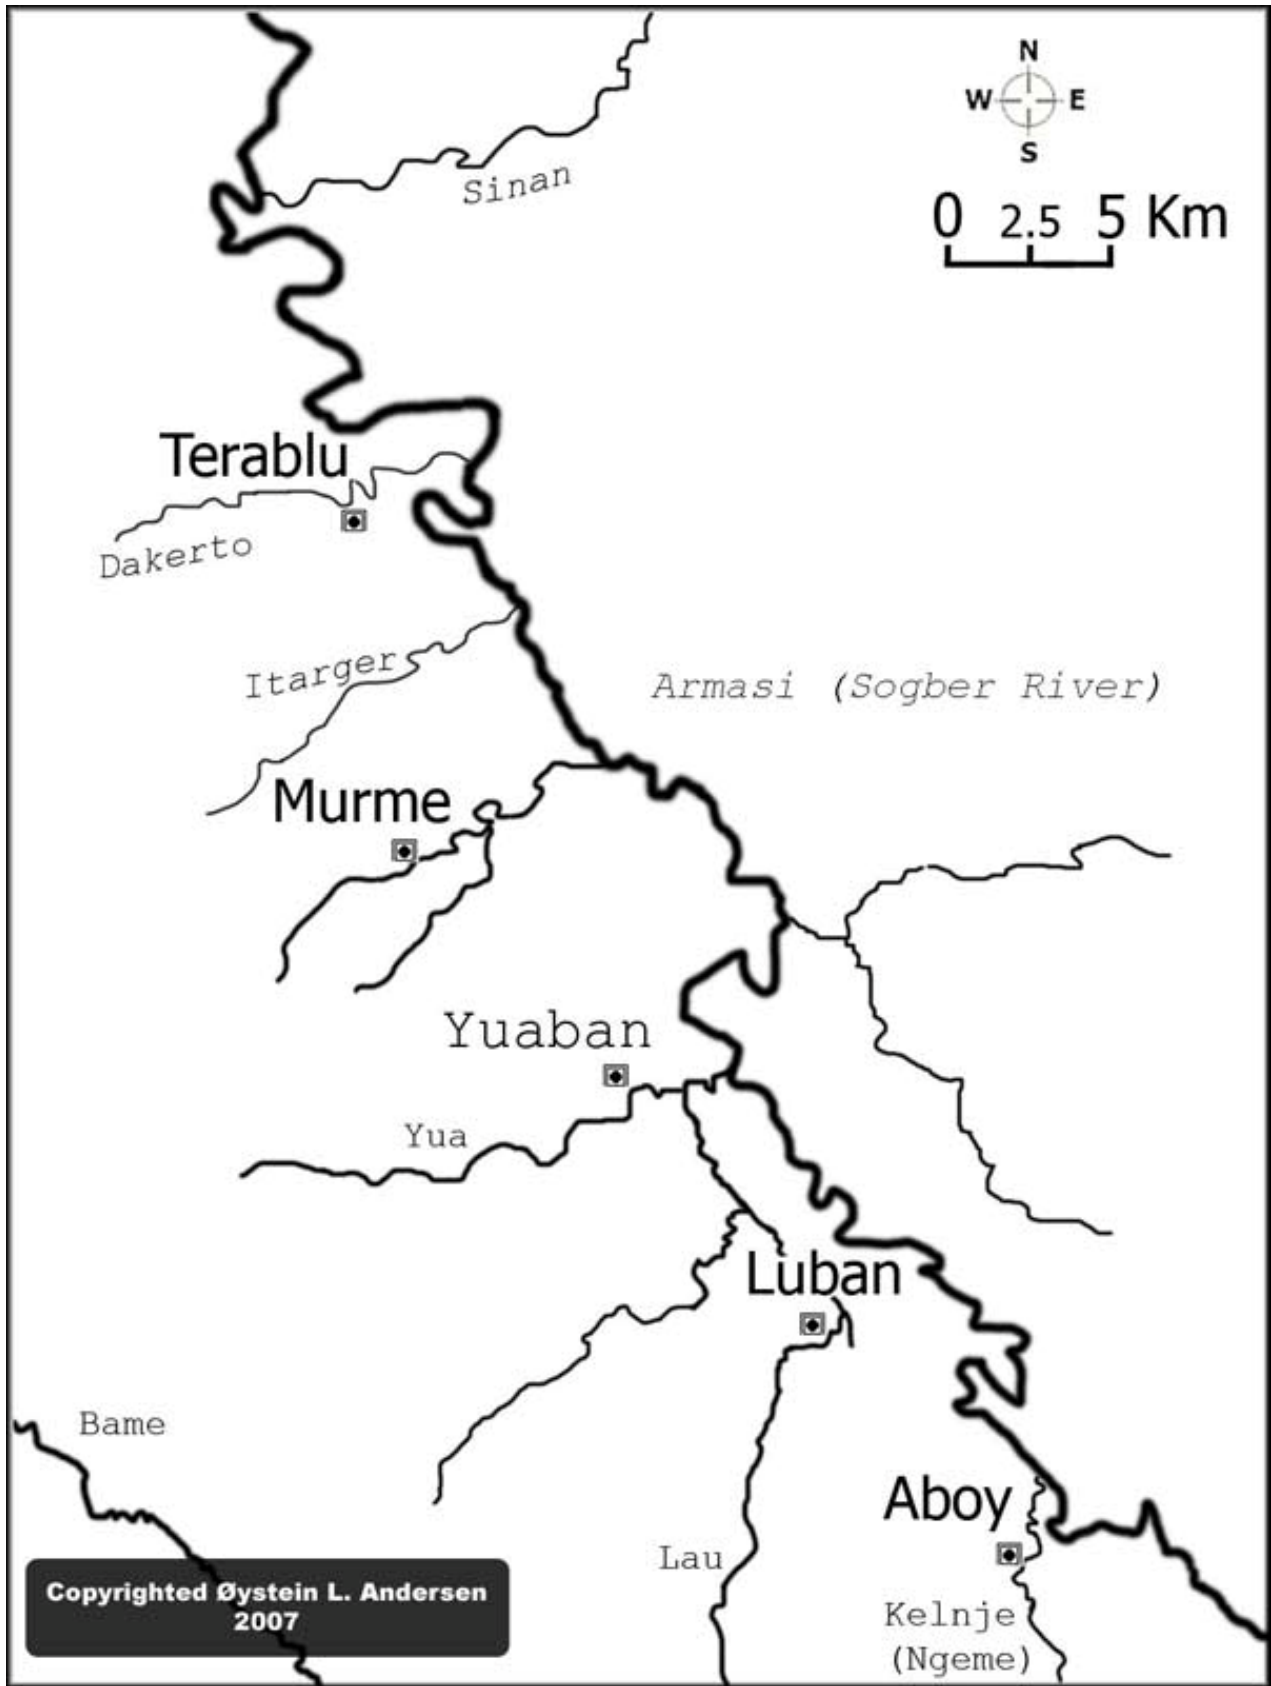 N
W E
S
Sinan
0 2.5 5 Km
Terablu
Dakerto
Itarger
Armasi (Sogber River)
Murme
Yuaban
Yua
Luban
Bame
Aboy
Lau
Kelnje
(Ngeme)
Copyrighted Øystein L. Andersen
2007